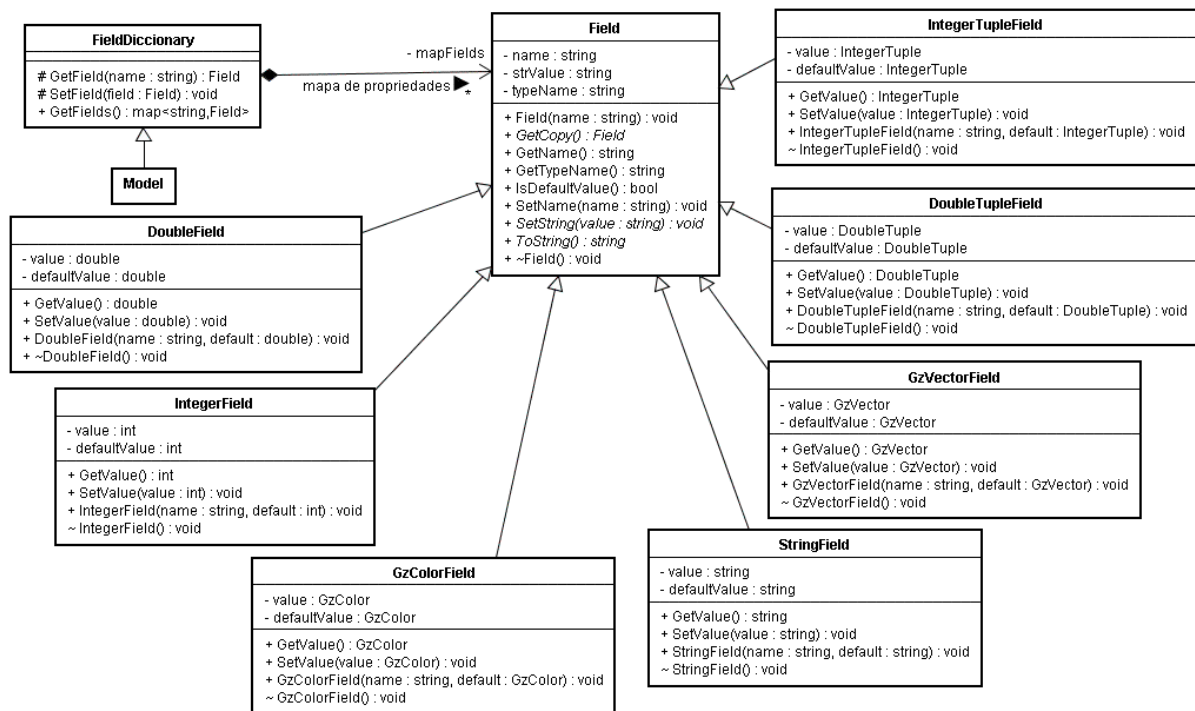 FieldDiccionary
# GetField(name : string) : Field
# SetField(field : Field) : void
+ GetFields() : map<string,Field>
Model
- mapFields
mapa de propriedades
*
Field
- name : string
- strValue : string
- typeName : string
+ Field(name : string) : void
+ GetCopy() : Field
+ GetName() : string
+ GetTypeName() : string
+ IsDefaultValue() : bool
+ SetName(name : string) : void
+ SetString(value : string) : void
+ ToString() : string
+ ~Field() : void
IntegerTupleField
- value : IntegerTuple
- defaultValue : IntegerTuple
+ GetValue() : IntegerTuple
+ SetValue(value : IntegerTuple) : void
+ IntegerTupleField(name : string, default : IntegerTuple) : void
~ IntegerTupleField() : void
DoubleField
- value : double
- defaultValue : double
+ GetValue() : double
+ SetValue(value : double) : void
+ DoubleField(name : string, default : double) : void
+ ~DoubleField() : void
DoubleTupleField
- value : DoubleTuple
- defaultValue : DoubleTuple
+ GetValue() : DoubleTuple
+ SetValue(value : DoubleTuple) : void
+ DoubleTupleField(name : string, default : DoubleTuple) : void
~ DoubleTupleField() : void
IntegerField
- value : int
- defaultValue : int
+ GetValue() : int
+ SetValue(value : int) : void
+ IntegerField(name : string, default : int) : void
~ IntegerField() : void
GzVectorField
- value : GzVector
- defaultValue : GzVector
+ GetValue() : GzVector
+ SetValue(value : GzVector) : void
+ GzVectorField(name : string, default : GzVector) : void
~ GzVectorField() : void
GzColorField
- value : GzColor
- defaultValue : GzColor
+ GetValue() : GzColor
+ SetValue(value : GzColor) : void
+ GzColorField(name : string, default : GzColor) : void
~ GzColorField() : void
StringField
- value : string
- defaultValue : string
+ GetValue() : string
+ SetValue(value : string) : void
+ StringField(name : string, default : string) : void
~ StringField() : void